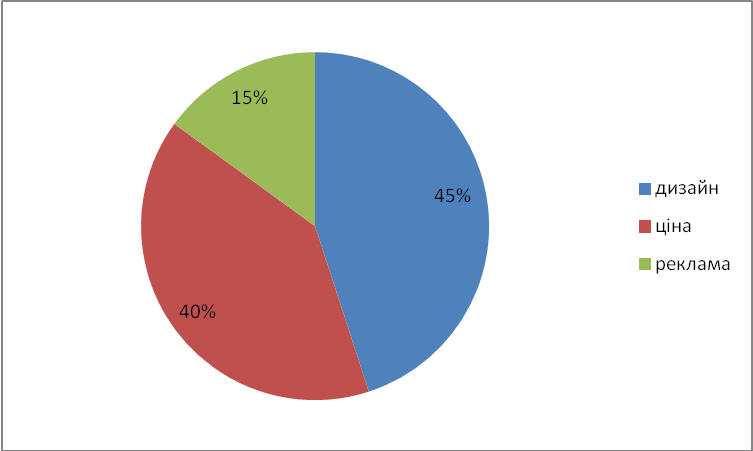 15%
45%
40%
дизайн
ціна
реклама